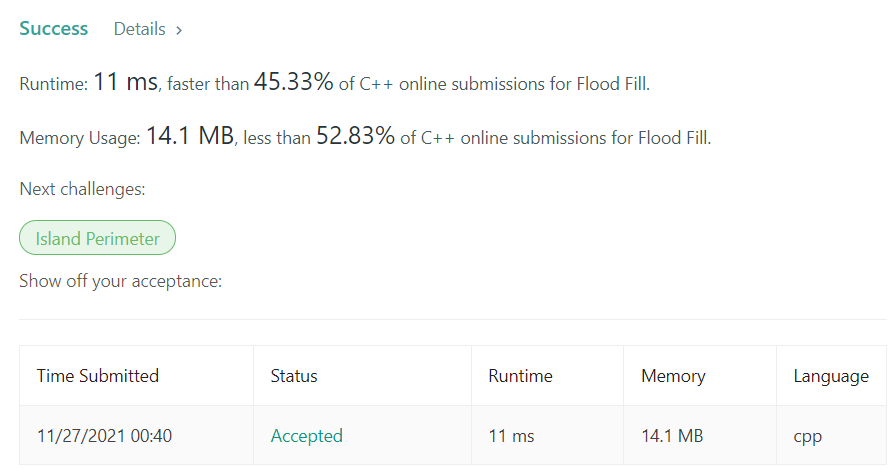 Success Details >
Runtime: 11 ms, faster than 45.33% of C++ online submissions for Flood Fill.
Memory Usage: 14.1 MB, less than 52.83% of C++ online submissions for Flood Fill.
Next challenges:
Island Perimeter
Show off your acceptance:
Time Submitted Status Runtime Memory Language
11/27/2021 00:40 Accepted 11 ms 14.1 MB cpp